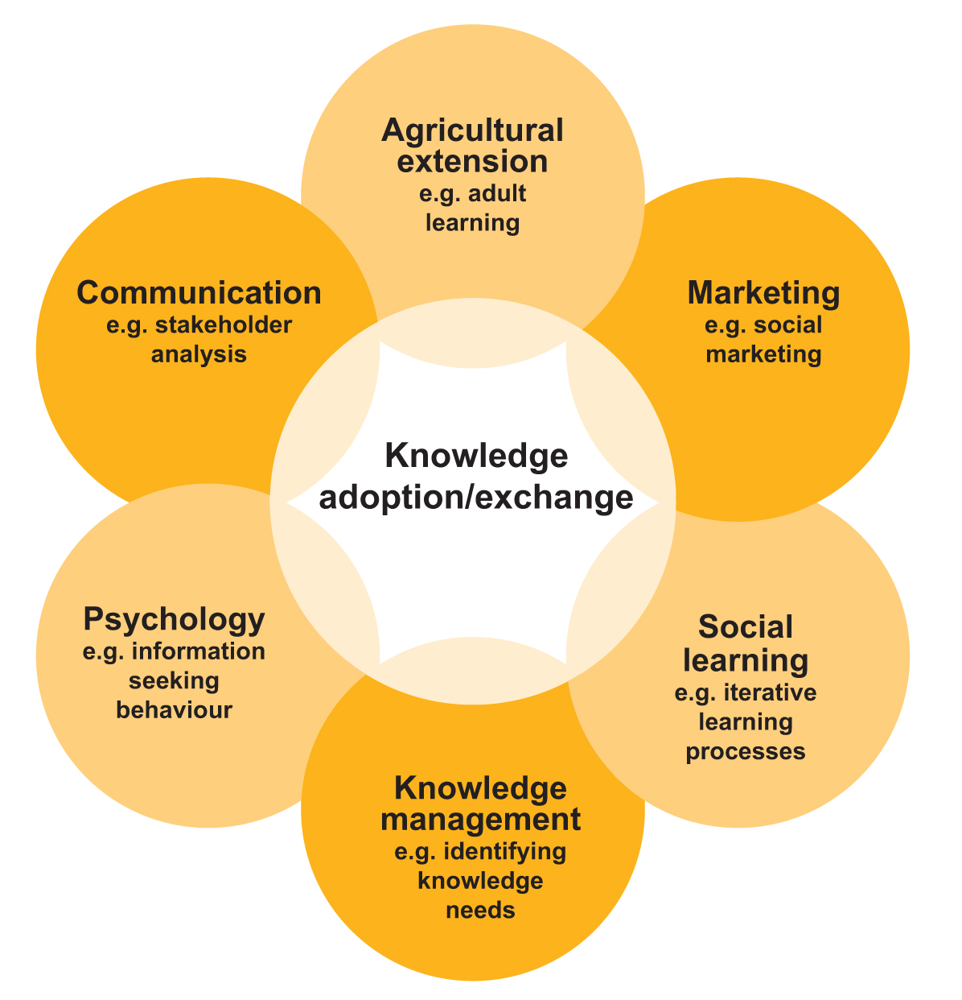 Agricultural
extension
e.g. adult
learning
Communication
e.g. stakeholder
analysis
Marketing
e.g. social
marketing
Knowledge
adoption/exchange
Psychology
e.g. information
seeking
behaviour
Social
learning
e.g. iterative
learning
processes
Knowledge
management
e.g. identifying
knowledge
needs